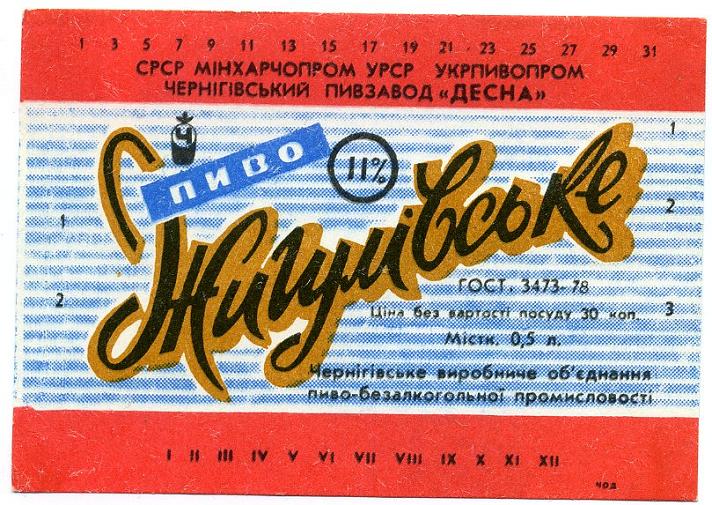 1 3 5 7 9 11 13 15 17 19 21 23 25 27 29 31
СРСР МІНХАРЧОПРОМ УРСР УКРПИВОПРОМ
ЧЕРНІГІВСЬКИЙ ПИВЗАВОД «ДЕСНА»
Ч
ПИВО
11%
1
Жигулівське
2
1
ГОСТ. 3473-78
2
Ціна без вартості посуду 30 коп.
3
Містк. 0,5 л.
Чернігівське виробниче об'єднання
пиво-безалкогольної промисловості
I II III IV V VI VII VIII IX X XI XII
ЧОД